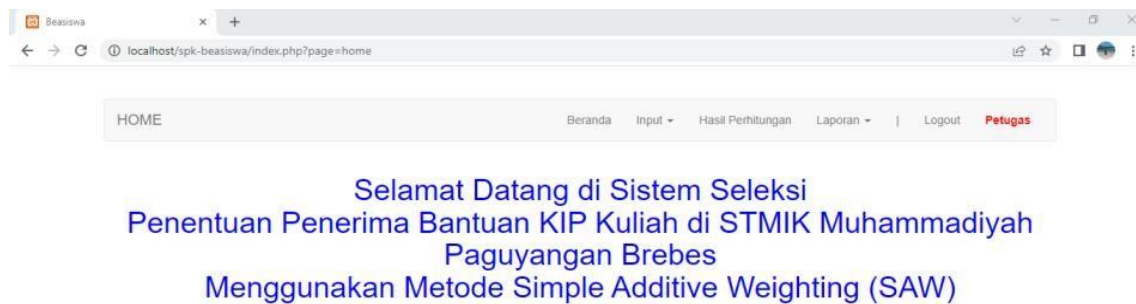 Beasiswa
localhost/spk-beasiswa/index.php?page=home
HOME Beranda Input Hasil Perhitungan Laporan | Logout Petugas
Selamat Datang di Sistem Seleksi
Penentuan Penerima Bantuan KIP Kuliah di STMIK Muhammadiyah
Paguyangan Brebes
Menggunakan Metode Simple Additive Weighting (SAW)